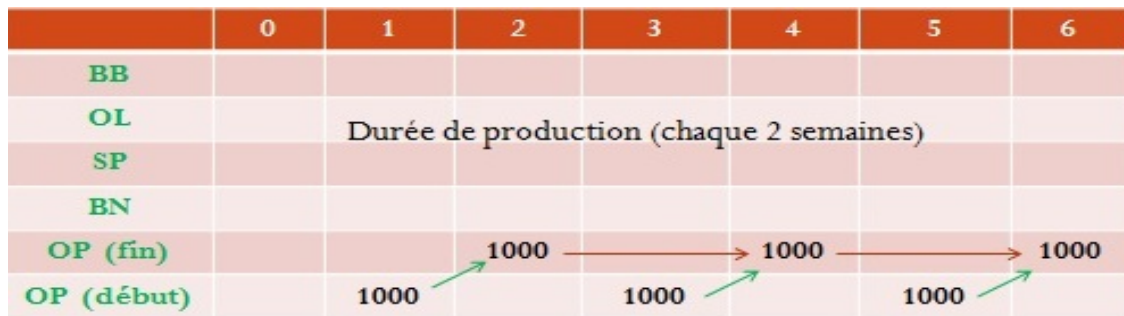 0 1 2 3 4 5 6
BB
OL
Durée de production (chaque 2 semaines)
SP
BN
OP (fin) 1000 1000 1000
OP (début) 1000 1000 1000